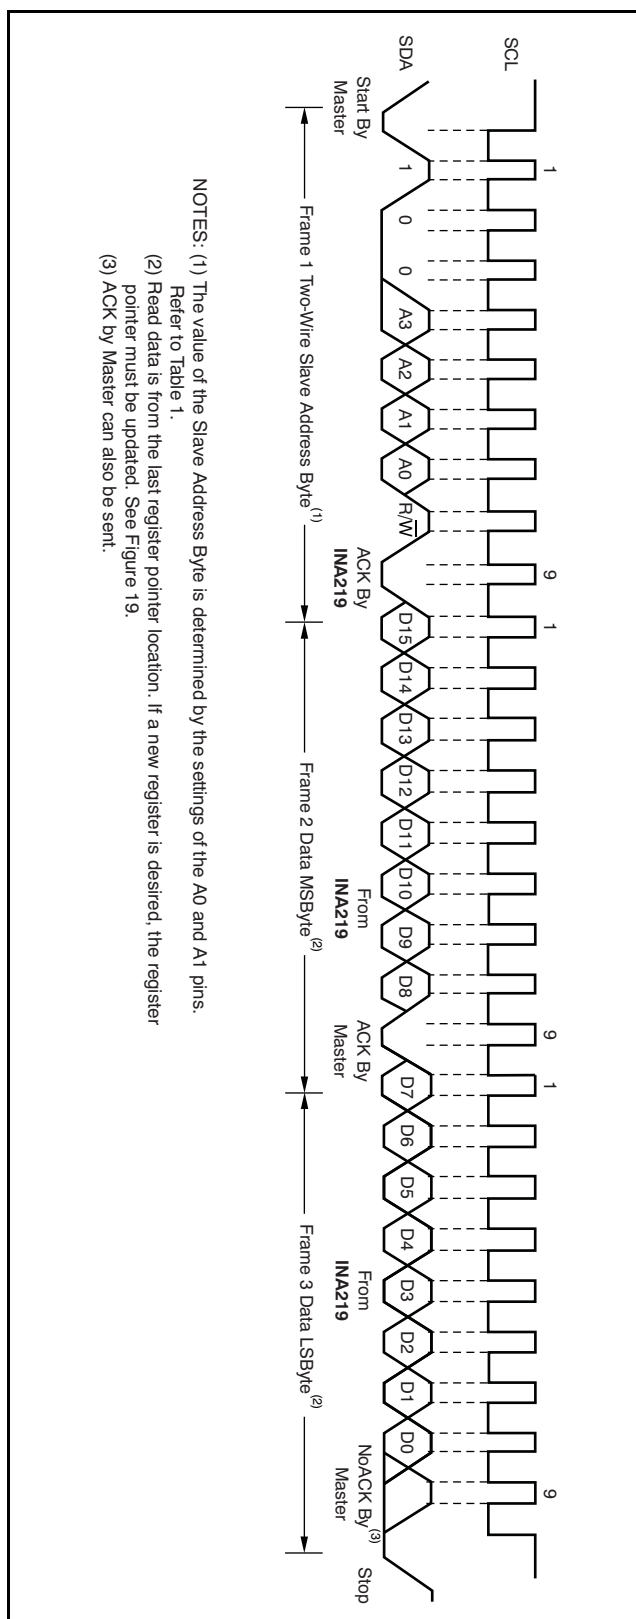 1 9 1 9 1 9
SCL
SDA 1 0 0 A3 A2 A1 A0 R/W D15 D14 D13 D12 D11 D10 D9 D8 D7 D6 D5 D4 D3 D2 D1 D0
Start By
Master
ACK By
INA219
From
INA219
ACK By
Master
From
INA219
NoACK By(3)
Master
Stop
Frame 1 Two-Wire Slave Address Byte(1)
Frame 2 Data MSByte(2)
Frame 3 Data LSByte(2)
NOTES: (1) The value of the Slave Address Byte is determined by the settings of the A0 and A1 pins.
Refer to Table 1.
(2) Read data is from the last register pointer location. If a new register is desired, the register
pointer must be updated. See Figure 19.
(3) ACK by Master can also be sent.